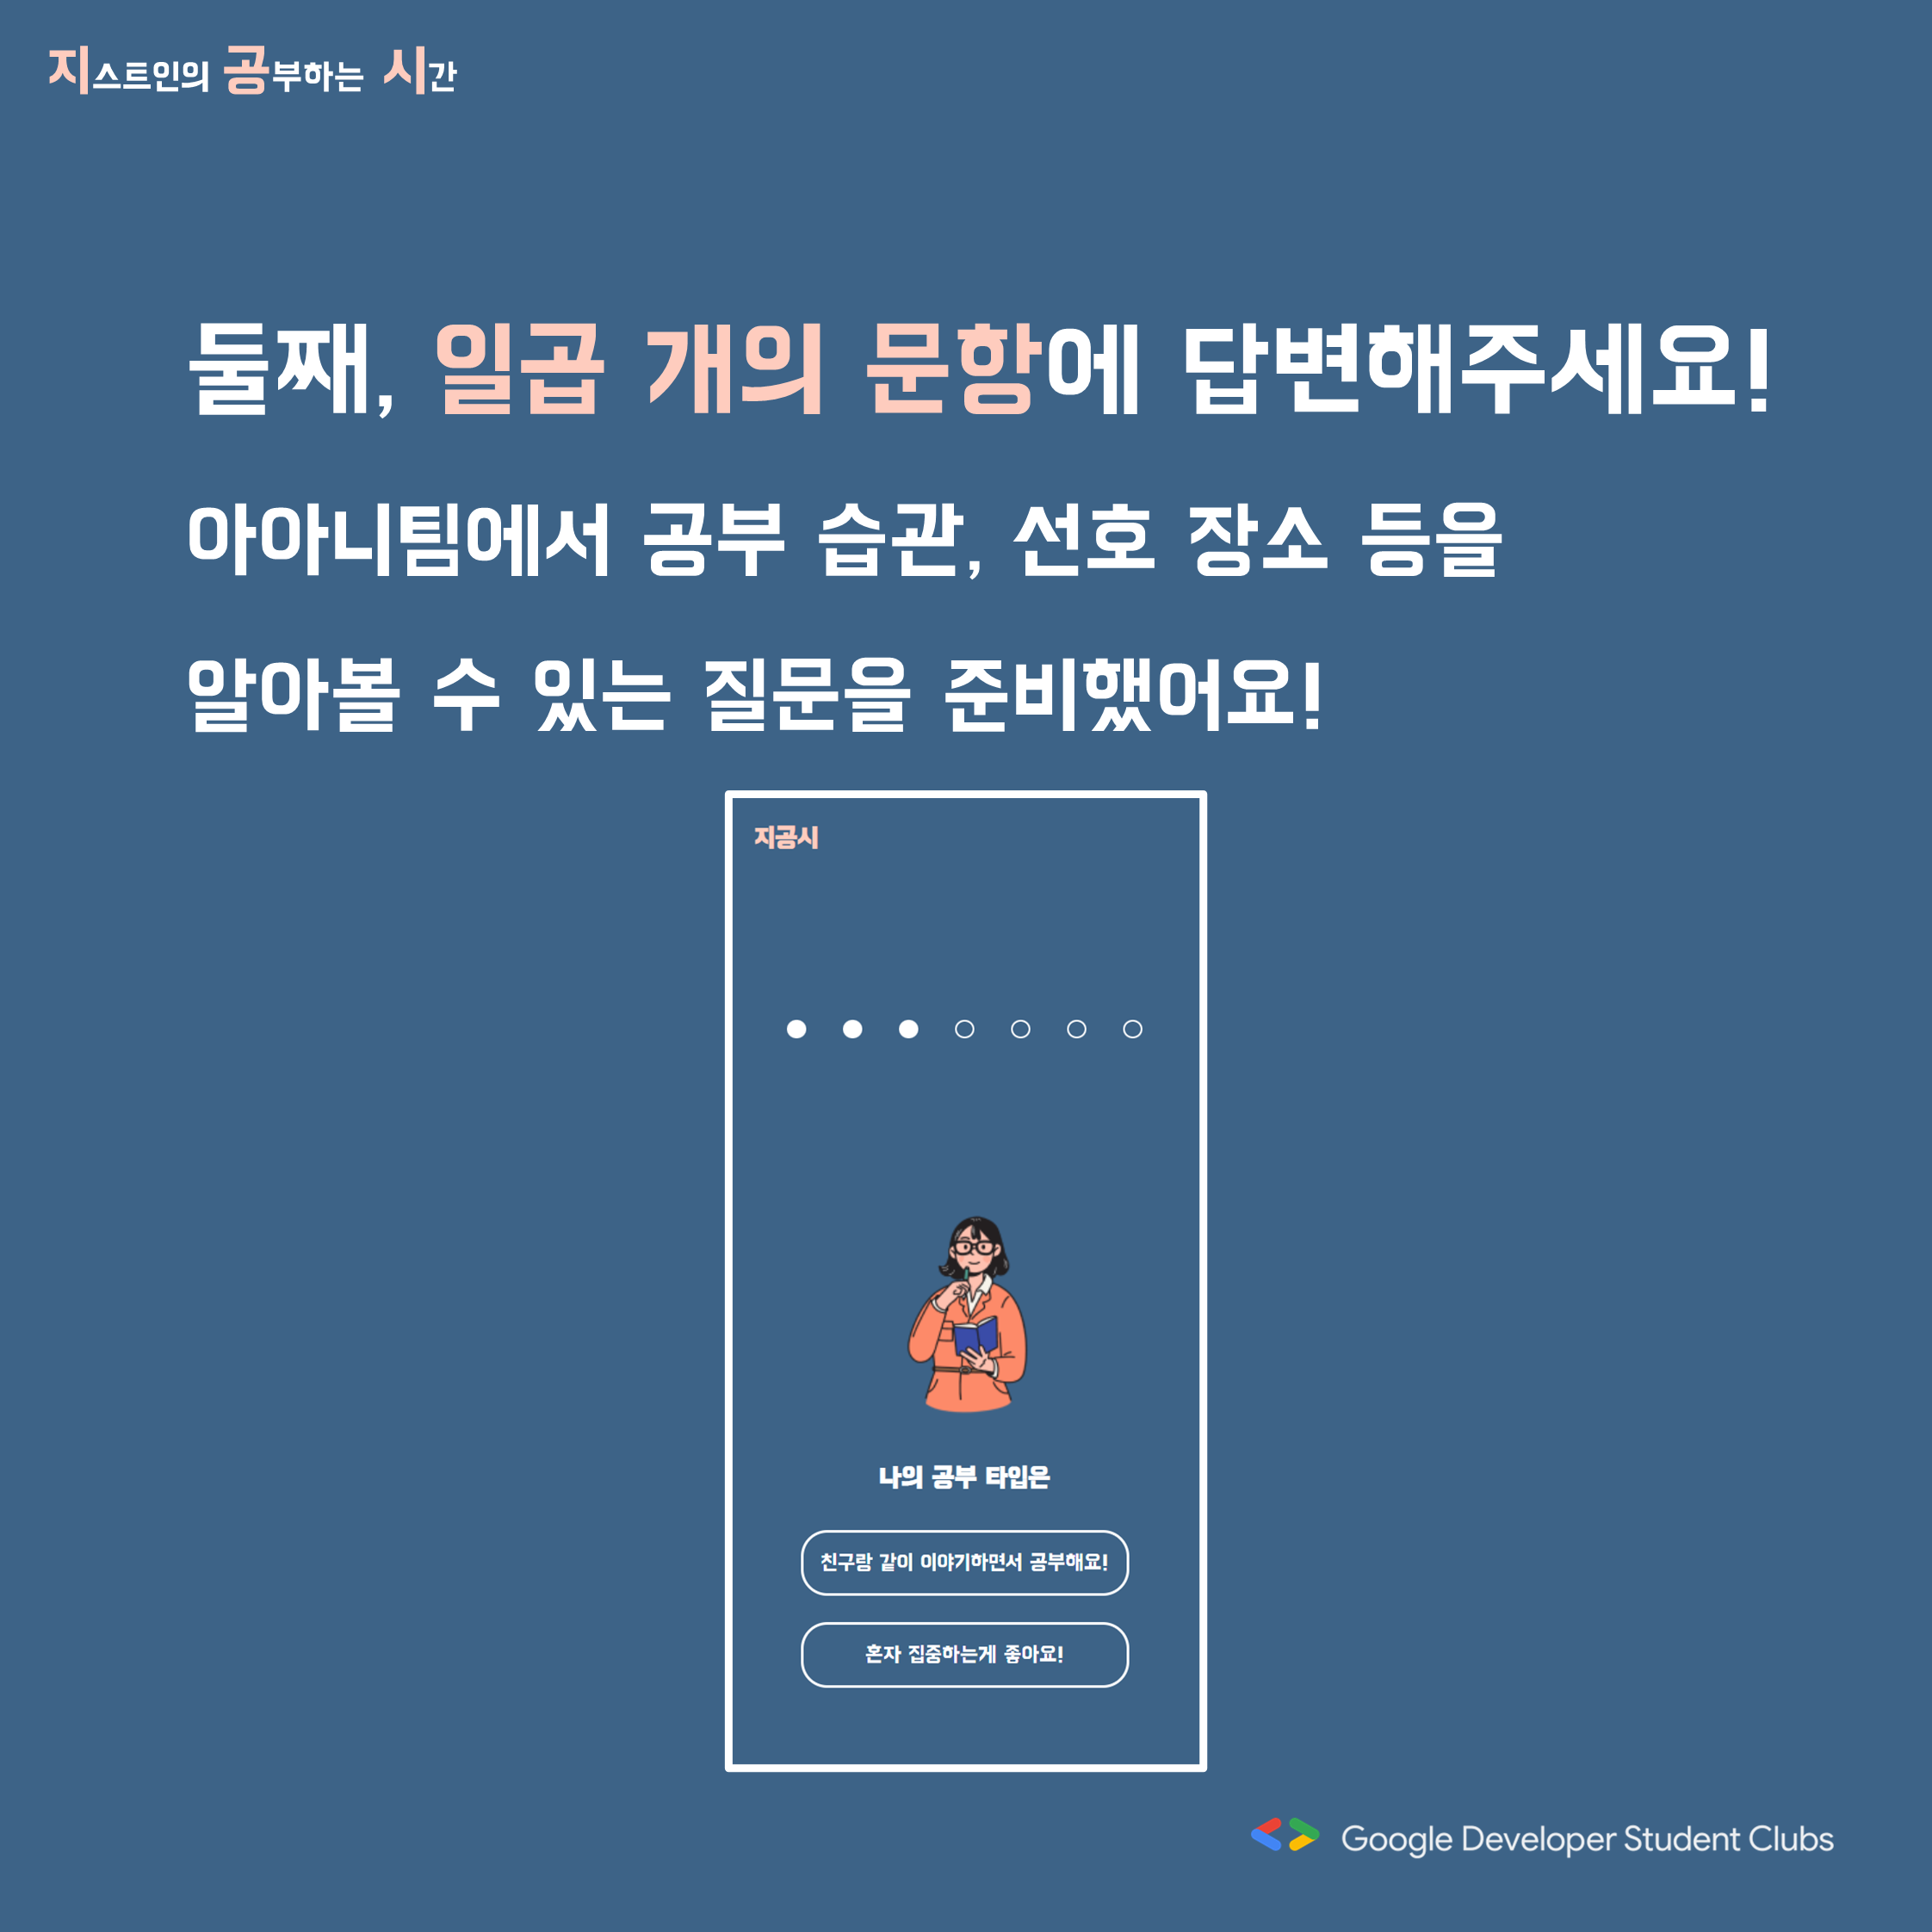 지스트인의 공부하는 시간
둘째, 일곱 개의 문항에 답변해주세요!
아아니팀에서 공부 습관, 선호 장소 등을
알아볼 수 있는 질문을 준비했어요!
지공시
나의 공부 타입은
친구랑 같이 이야기하면서 공부해요!
혼자 집중하는게 좋아요!
Google Developer Student Clubs